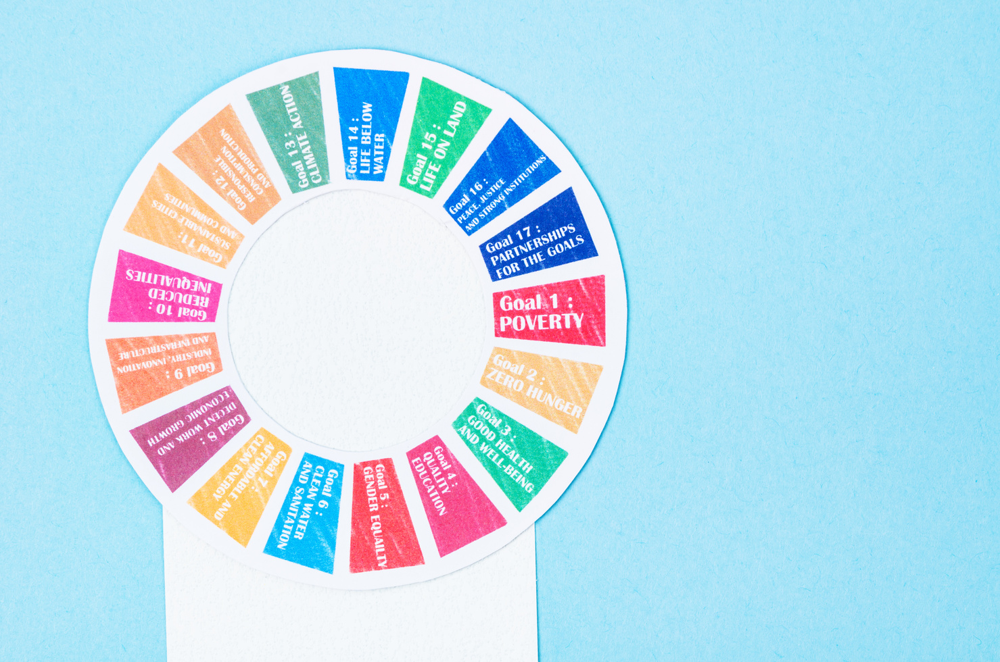 Goal 1 :
POVERTY
Goal 2 :
ZERO HUNGER
Goal 3 :
GOOD HEALTH
AND WELL-BEING
Goal 4 :
QUALITY
EDUCATION
Goal 5 :
GENDER EQUAILTY
Goal 6 :
CLEAN WATER
AND SANITATION
Goal 7 :
AFFORDABLE AND
CLEAN ENERGY
Goal 8 :
DECENT WORK AND
ECONOMIC GROWTH
Goal 9 :
INDUSTRY, INNOVATION
AND INFRASTRUCTURE
Goal 10 :
REDUCED
INEQUALITIES
Goal 11:
SUSTAINABLE CITIES
AND COMMUNITIES
Goal 12 :
RESPONSIBLE
CONSUMPTION
AND PRODUCTION
Goal 13 :
CLIMATE ACTION
Goal 14 :
LIFE BELOW
WATER
Goal 15 :
LIFE ON LAND
Goal 16 :
PEACE, JUSTICE
AND STRONG INSTITUTIONS
Goal 17 :
PARTNERSHIPS
FOR THE GOALS